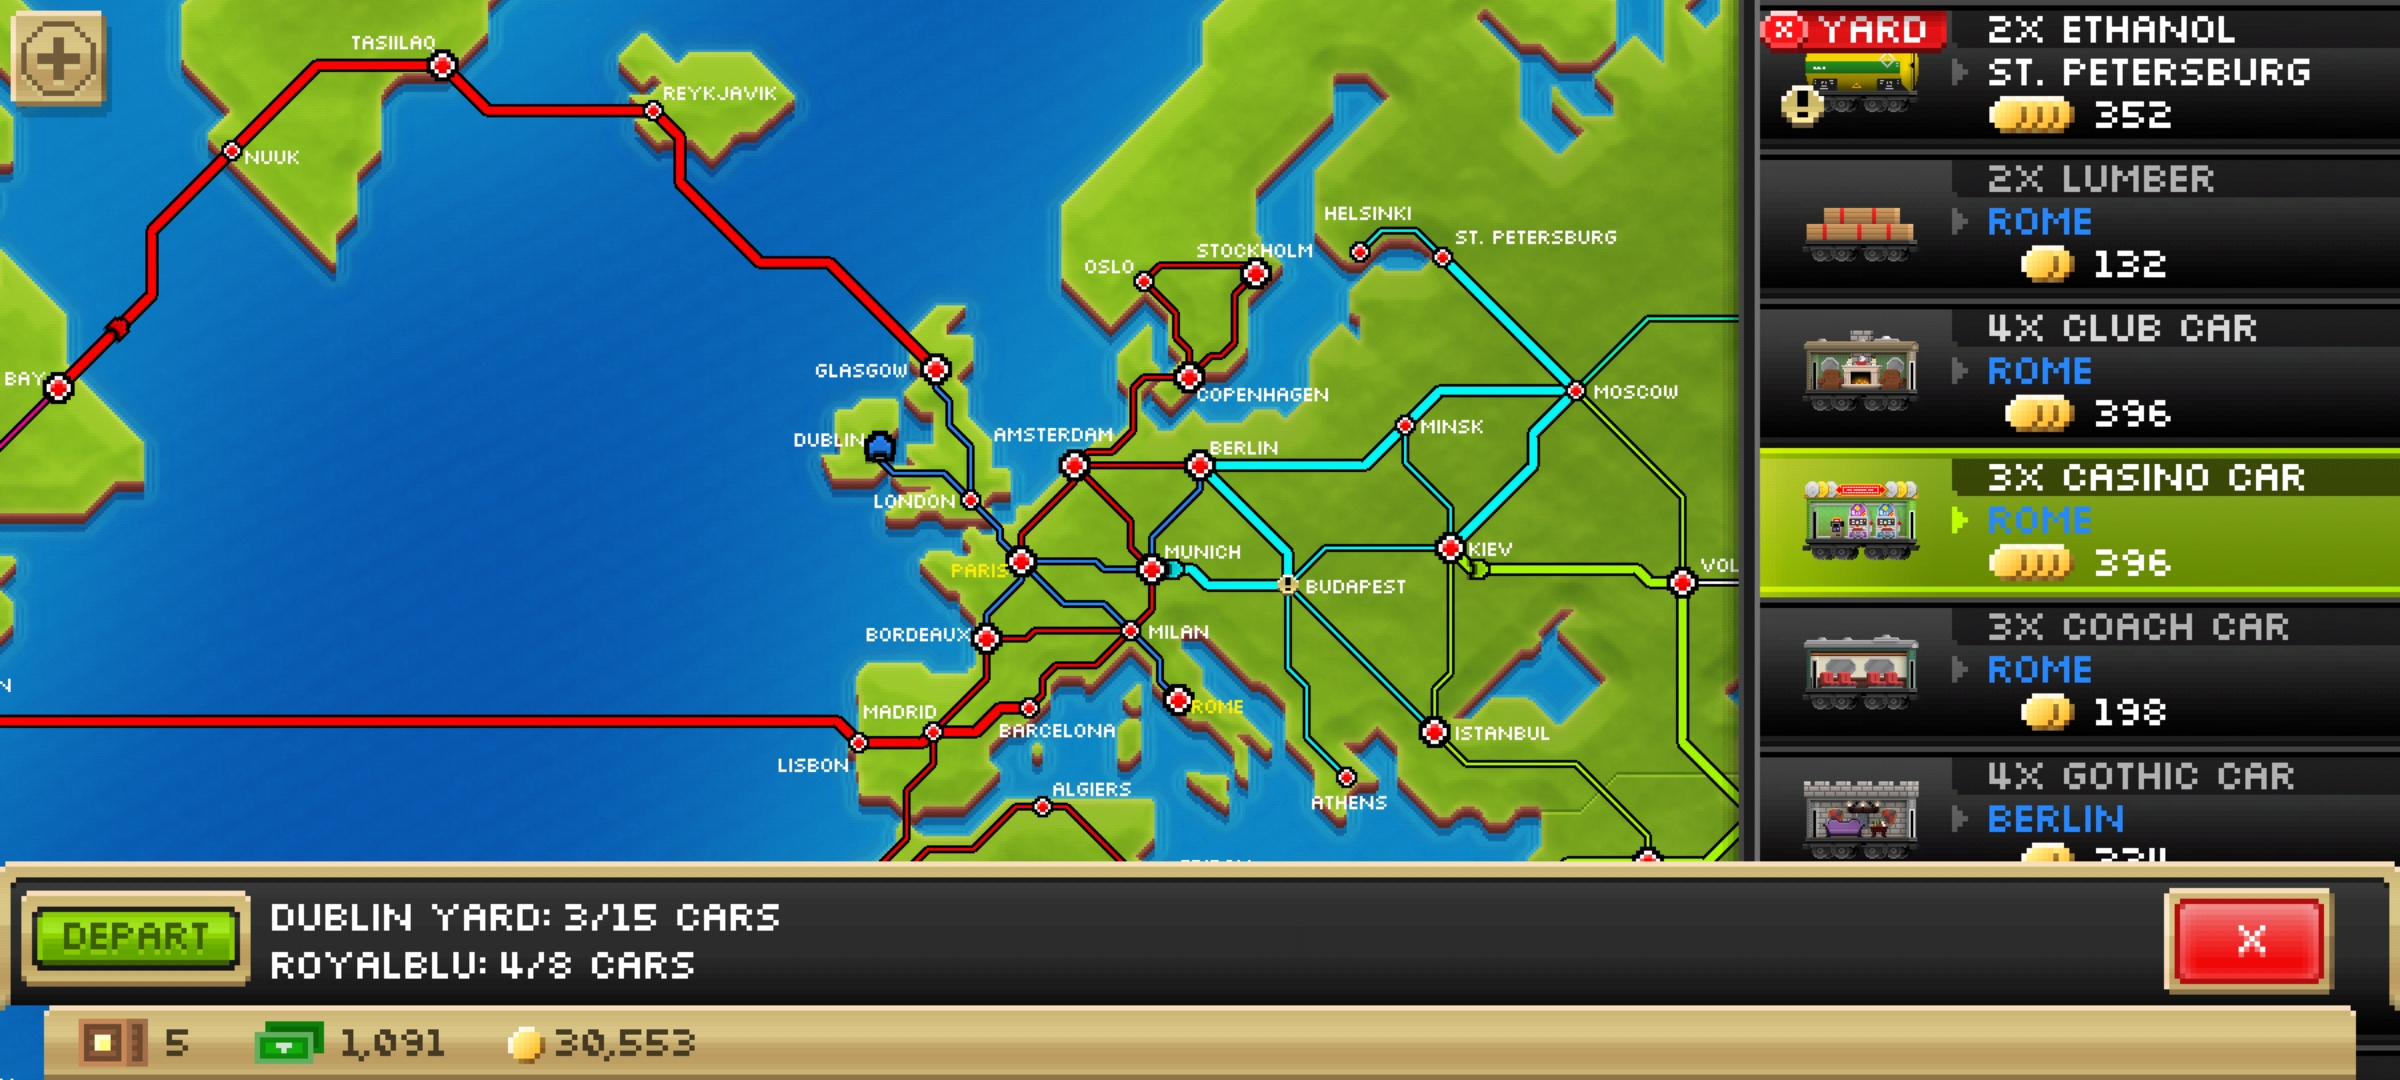 TASIILAQ
REYKJAVIK
NUUK
HELSINKI
ST. PETERSBURG
STOCKHOLM
OSLO
GLASGOW
BAY
COPENHAGEN
MOSCOW
MINSK
DUBLIN
AMSTERDAM
BERLIN
LONDON
MUNICH
KIEV
PARIS
VOL
BUDAPEST
BORDEAUX
MILAN
N
MADRID
ROME
BARCELONA
ISTANBUL
LISBON
ALGIERS
ATHENS
YARD
2X ETHANOL
ST. PETERSBURG
352
2X LUMBER
ROME
132
4X CLUB CAR
ROME
396
3X CASINO CAR
ROME
396
3X COACH CAR
ROME
198
4X GOTHIC CAR
BERLIN
DEPART
DUBLIN YARD: 3/15 CARS
ROYALBLU: 4/8 CARS
X
5
1,091
30,553